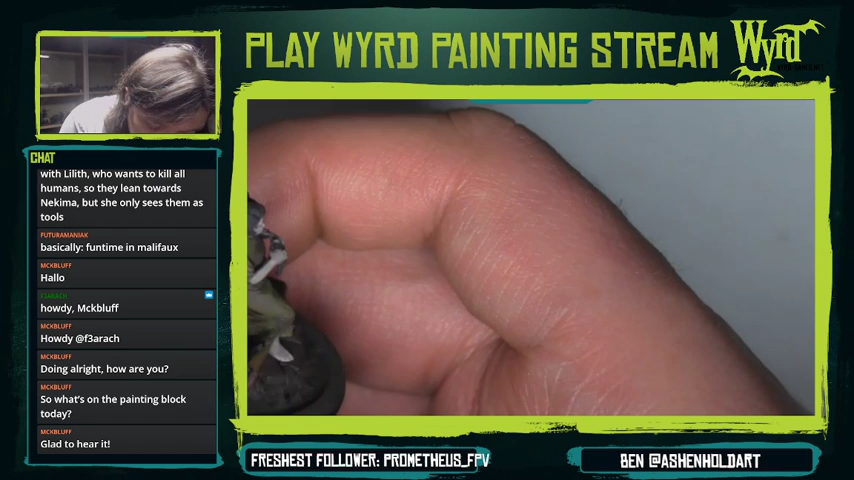 PLAY WYRD PAINTING STREAM
Wyrd
CHAT
with Lilith, who wants to kill all
humans, so they lean towards
Nekima, but she only sees them as
tools
FUTURAMANIAK
basically: funtime in malifaux
MCKBLUFF
Hallo
F3ARACH
howdy, Mckbluff
MCKBLUFF
Howdy @f3arach
MCKBLUFF
Doing alright, how are you?
MCKBLUFF
So what's on the painting block
today?
MCKBLUFF
Glad to hear it!
FRESHEST FOLLOWER: PROMETHEUS_FPV
BEN @ASHENHOLDART